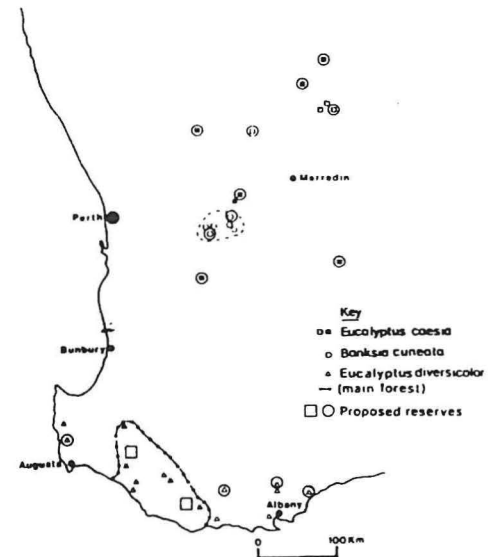 Merredin
Perth
Key
Eucalyptus caesia
Banksia cuneata
Bunbury
Eucalyptus diversicolor
(main forest)
Proposed reserves
Augusta
Albany
0 100 Km